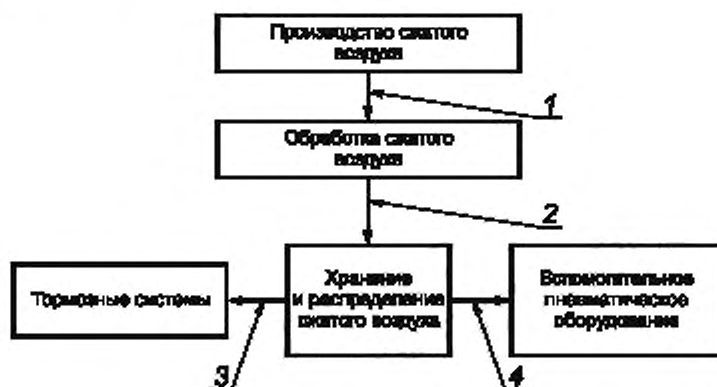 Производство сжатого
воздуха
1
Обработка сжатого
воздуха
2
Тормозные системы
Хранение
и распределение
сжатого воздуха
Вспомогательное
пневматическое
оборудование
3
4